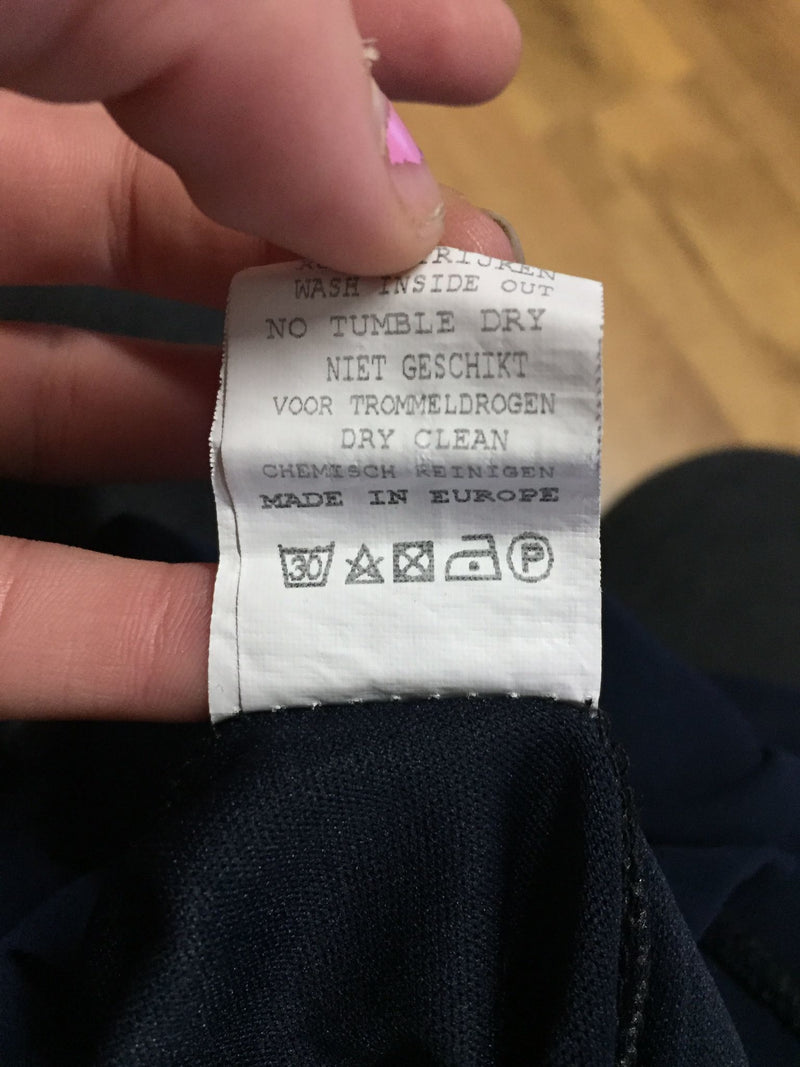 WASH INSIDE OUT
NO TUMBLE DRY
NIET GESCHIKT
VOOR TROMMELDROGEN
DRY CLEAN
CHEMISCH REINIGEN
MADE IN EUROPE
30 P